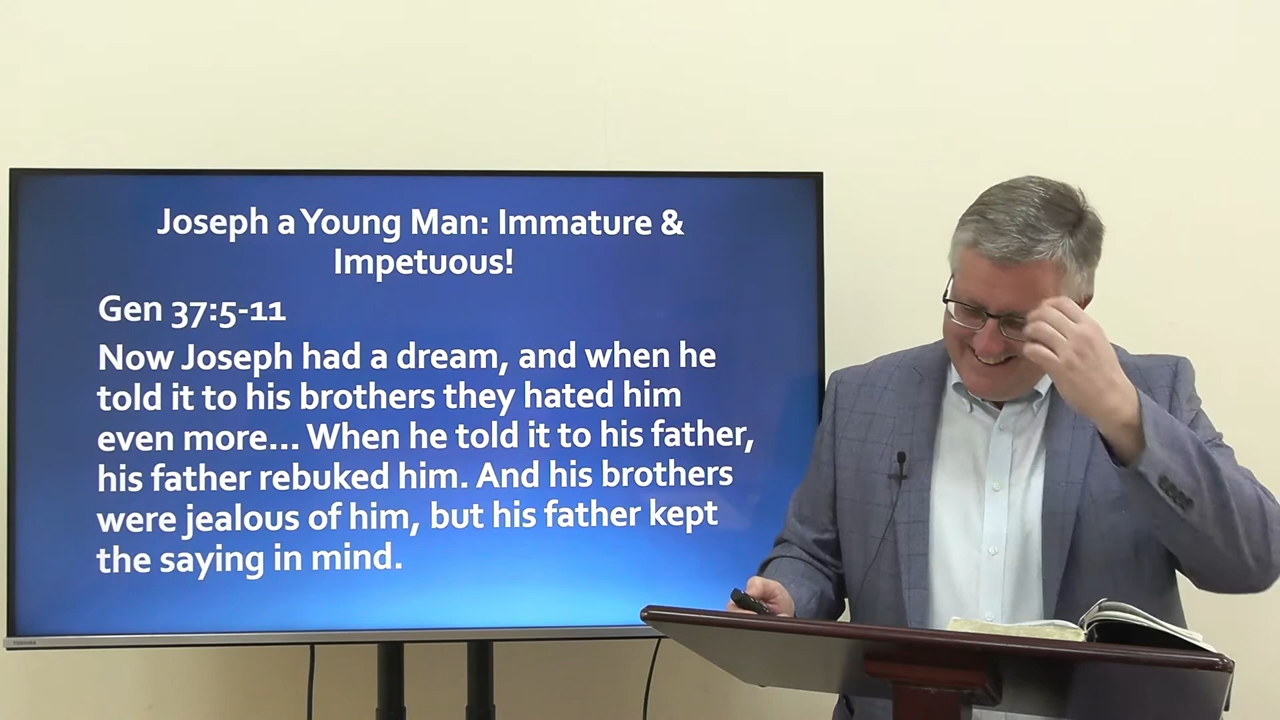 Joseph a Young Man: Immature &
Impetuous!
Gen 37:5-11
Now Joseph had a dream, and when he
told it to his brothers they hated him
even more... When he told it to his father,
his father rebuked him. And his brothers
were jealous of him, but his father kept
the saying in mind.
TOSHIBA